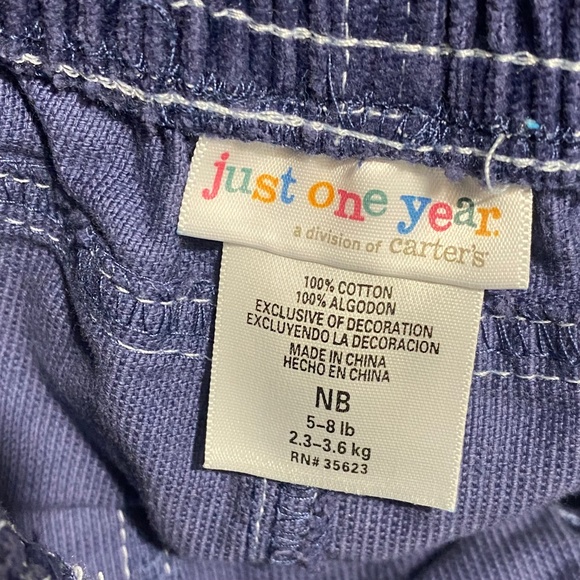 just one year.
a division of carter's
100% COTTON
100% ALGODON
EXCLUSIVE OF DECORATION
EXCLUYENDO LA DECORACION
MADE IN CHINA
HECHO EN CHINA
NB
5–8 lb
2.3–3.6 kg
RN# 35623